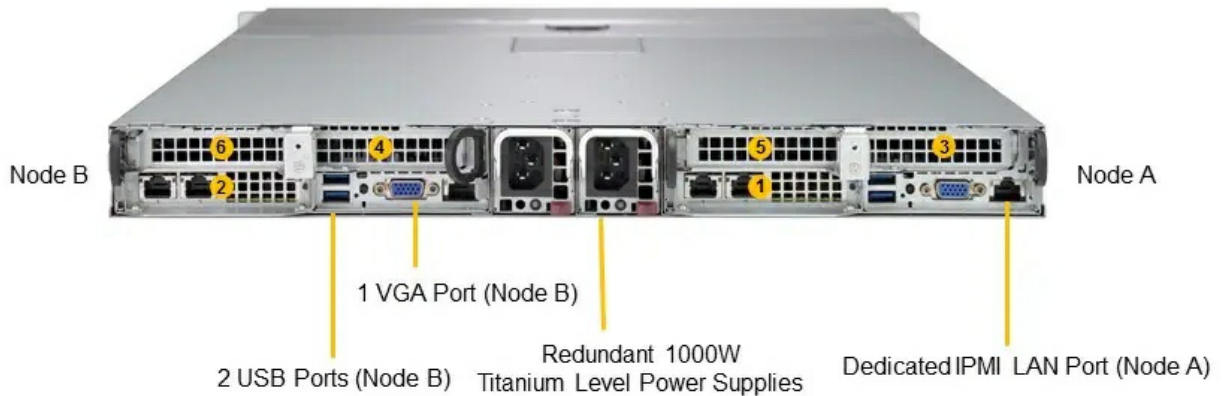 6
4
5
3
Node B
Node A
2
1
1 VGA Port (Node B)
2 USB Ports (Node B)
Redundant 1000W
Titanium Level Power Supplies
Dedicated IPMI LAN Port (Node A)